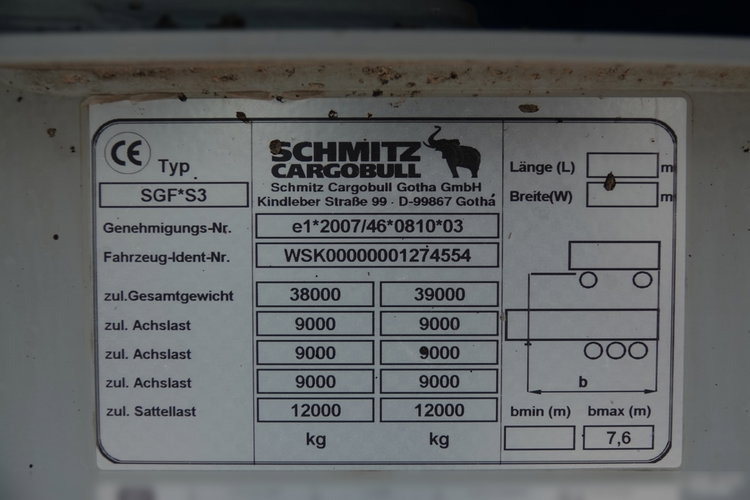 CE Typ
SGF*S3
SCHMITZ
CARGOBULL
Schmitz Cargobull Gotha GmbH
Kindleber Straße 99 · D-99867 Gotha
Länge (L) m
Breite(W) m
Genehmigungs-Nr. e1*2007/46*0810*03
Fahrzeug-Ident-Nr. WSK00000001274554
zul.Gesamtgewicht 38000 39000
zul. Achslast 9000 9000
zul. Achslast 9000 9000
zul. Achslast 9000 9000
zul. Sattellast 12000 12000
kg kg
b
bmin (m) bmax (m)
7,6